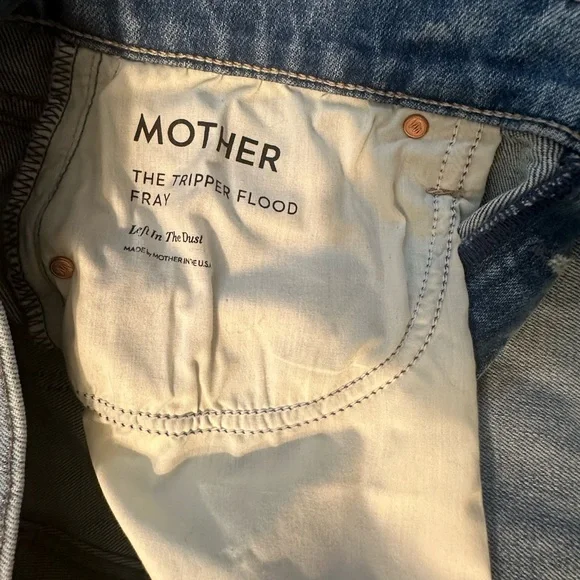 MOTHER
THE TRIPPER FLOOD
FRAY
Left In The Dust
MADE by MOTHER IN THE U.S.A